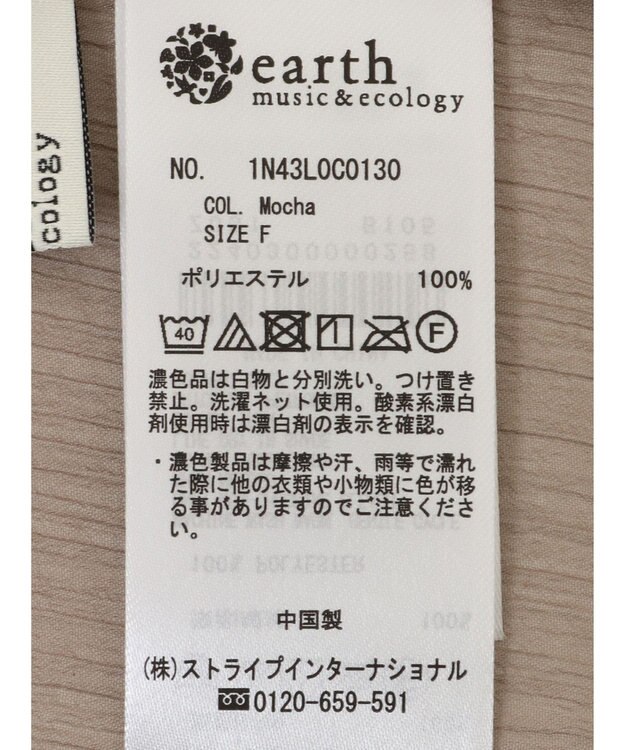 earth
music&ecology
cology
NO. 1N43L0C0130
COL. Mocha
SIZE F
ポリエステル 100%
40
F
濃色品は白物と分別洗い。つけ置き
禁止。洗濯ネット使用。酸素系漂白
剤使用時は漂白剤の表示を確認。
・濃色製品は摩擦や汗、雨等で濡れ
た際に他の衣類や小物類に色が移
る事がありますのでご注意くださ
い。
中国製
(株)ストライプインターナショナル
0120-659-591